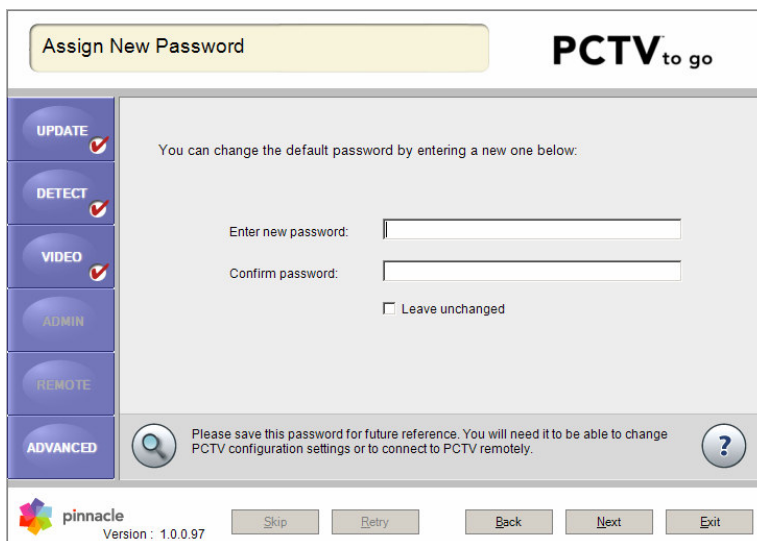 Assign New Password
PCTV to go
UPDATE
DETECT
VIDEO
ADMIN
REMOTE
ADVANCED
You can change the default password by entering a new one below:
Enter new password:
Confirm password:
Leave unchanged
Please save this password for future reference. You will need it to be able to change
PCTV configuration settings or to connect to PCTV remotely.
?
pinnacle
Version : 1.0.0.97
Skip
Retry
Back
Next
Exit